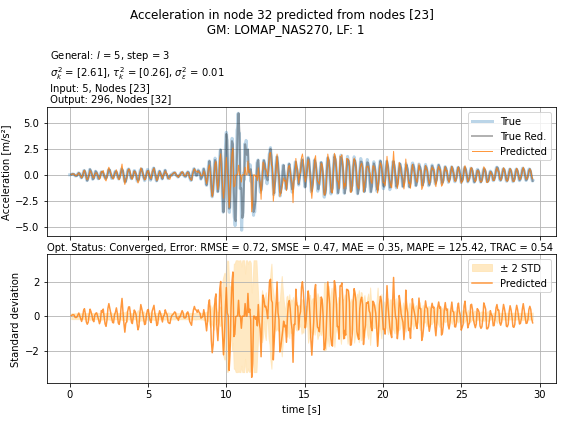 Acceleration in node 32 predicted from nodes [23]
GM: LOMAP_NAS270, LF: 1
General: l = 5, step = 3
σ²ₖ = [2.61], τ²ₖ = [0.26], σ²ε = 0.01
Input: 5, Nodes [23]
Output: 296, Nodes [32]
Acceleration [m/s²]
5.0
2.5
0.0
−2.5
−5.0
True
True Red.
Predicted
Opt. Status: Converged, Error: RMSE = 0.72, SMSE = 0.47, MAE = 0.35, MAPE = 125.42, TRAC = 0.54
Standard deviation
2
0
−2
± 2 STD
Predicted
0
5
10
15
20
25
30
time [s]